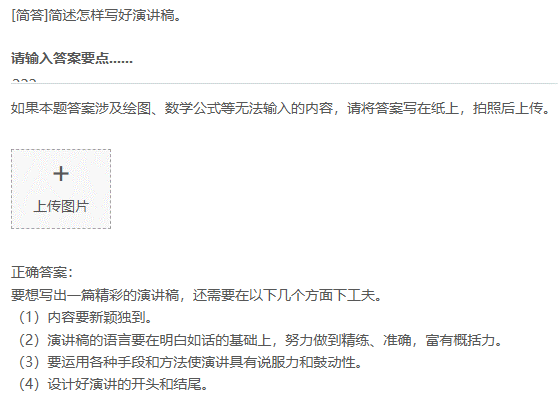 [简答]简述怎样写好演讲稿。
请输入答案要点......
如果本题答案涉及绘图、数学公式等无法输入的内容，请将答案写在纸上，拍照后上传。
+
上传图片
正确答案：
要想写出一篇精彩的演讲稿，还需要在以下几个方面下工夫。
（1）内容要新颖独到。
（2）演讲稿的语言要在明白如话的基础上，努力做到精练、准确，富有概括力。
（3）要运用各种手段和方法使演讲具有说服力和鼓动性。
（4）设计好演讲的开头和结尾。